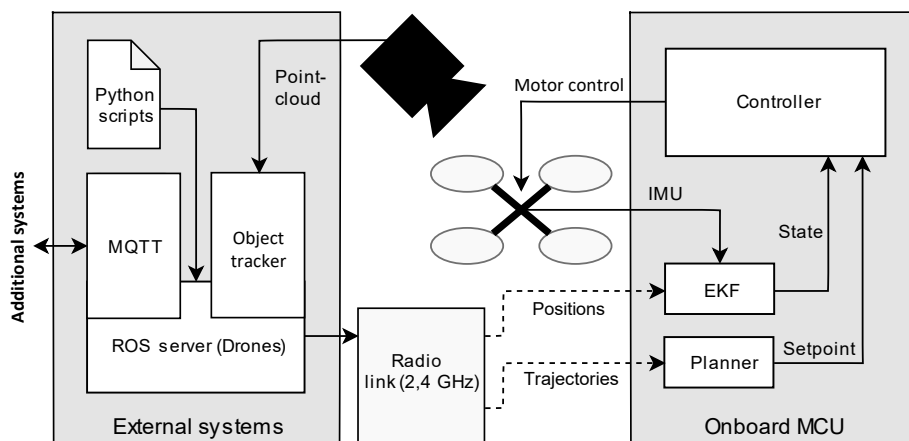 Additional systems
Python
scripts
Point-
cloud
MQTT
Object
tracker
ROS server (Drones)
External systems
Radio
link (2,4 GHz)
Motor control
IMU
Positions
Trajectories
Controller
State
EKF
Planner
Setpoint
Onboard MCU